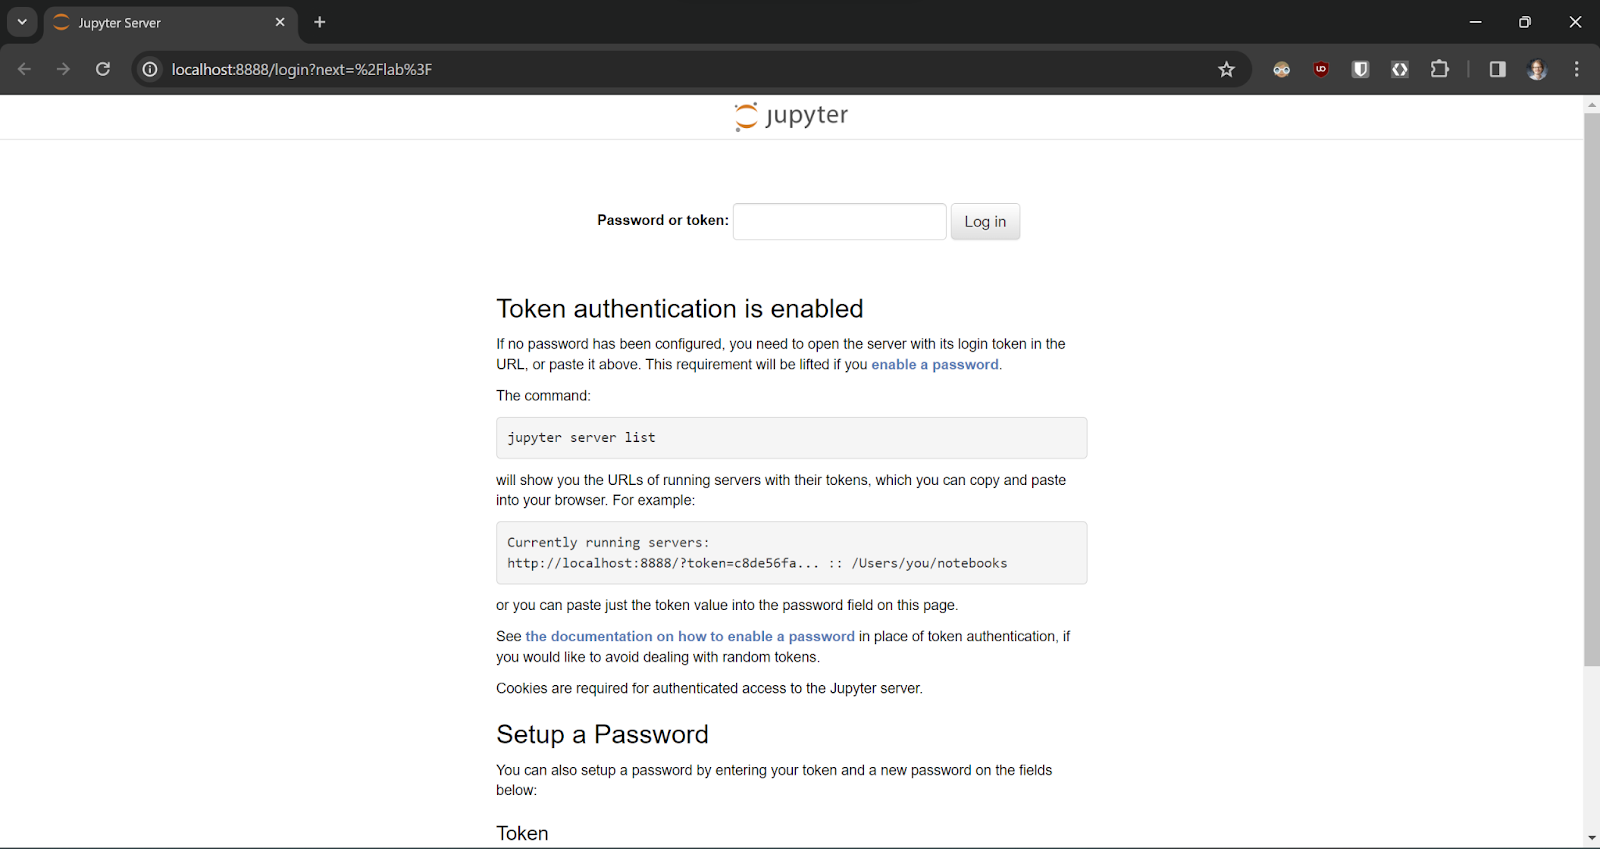 Jupyter Server
localhost:8888/login?next=%2Flab%3F
jupyter
Password or token:
Log in
Token authentication is enabled
If no password has been configured, you need to open the server with its login token in the
URL, or paste it above. This requirement will be lifted if you enable a password.
The command:
jupyter server list
will show you the URLs of running servers with their tokens, which you can copy and paste
into your browser. For example:
Currently running servers:
http://localhost:8888/?token=c8de56fa... :: /Users/you/notebooks
or you can paste just the token value into the password field on this page.
See the documentation on how to enable a password in place of token authentication, if
you would like to avoid dealing with random tokens.
Cookies are required for authenticated access to the Jupyter server.
Setup a Password
You can also setup a password by entering your token and a new password on the fields
below:
Token